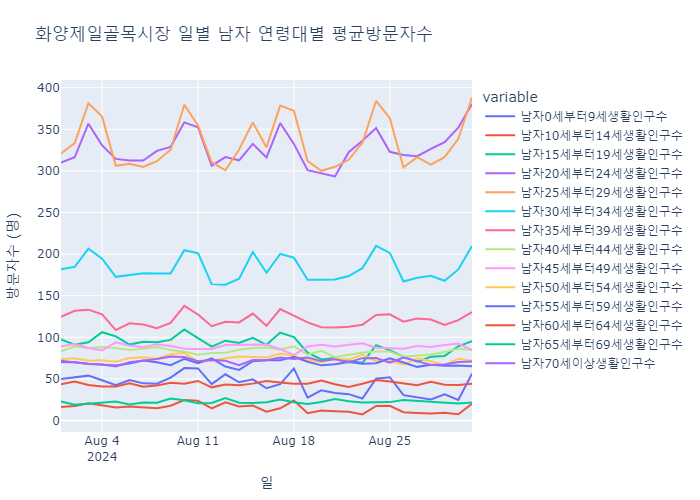 화양제일골목시장 일별 남자 연령대별 평균방문자수
400
350
300
250
200
150
100
50
0
방문자수 (명)
Aug 4
2024
Aug 11
Aug 18
Aug 25
일
variable
남자0세부터9세생활인구수
남자10세부터14세생활인구수
남자15세부터19세생활인구수
남자20세부터24세생활인구수
남자25세부터29세생활인구수
남자30세부터34세생활인구수
남자35세부터39세생활인구수
남자40세부터44세생활인구수
남자45세부터49세생활인구수
남자50세부터54세생활인구수
남자55세부터59세생활인구수
남자60세부터64세생활인구수
남자65세부터69세생활인구수
남자70세이상생활인구수